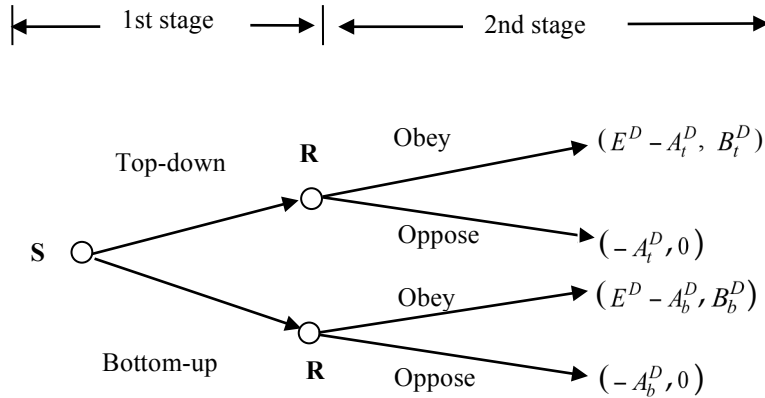 1st stage 2nd stage
Obey (E^D − A_t^D, B_t^D)
R
Top-down
Oppose (−A_t^D, 0)
S
Obey (E^D − A_b^D, B_b^D)
Bottom-up R
Oppose (−A_b^D, 0)